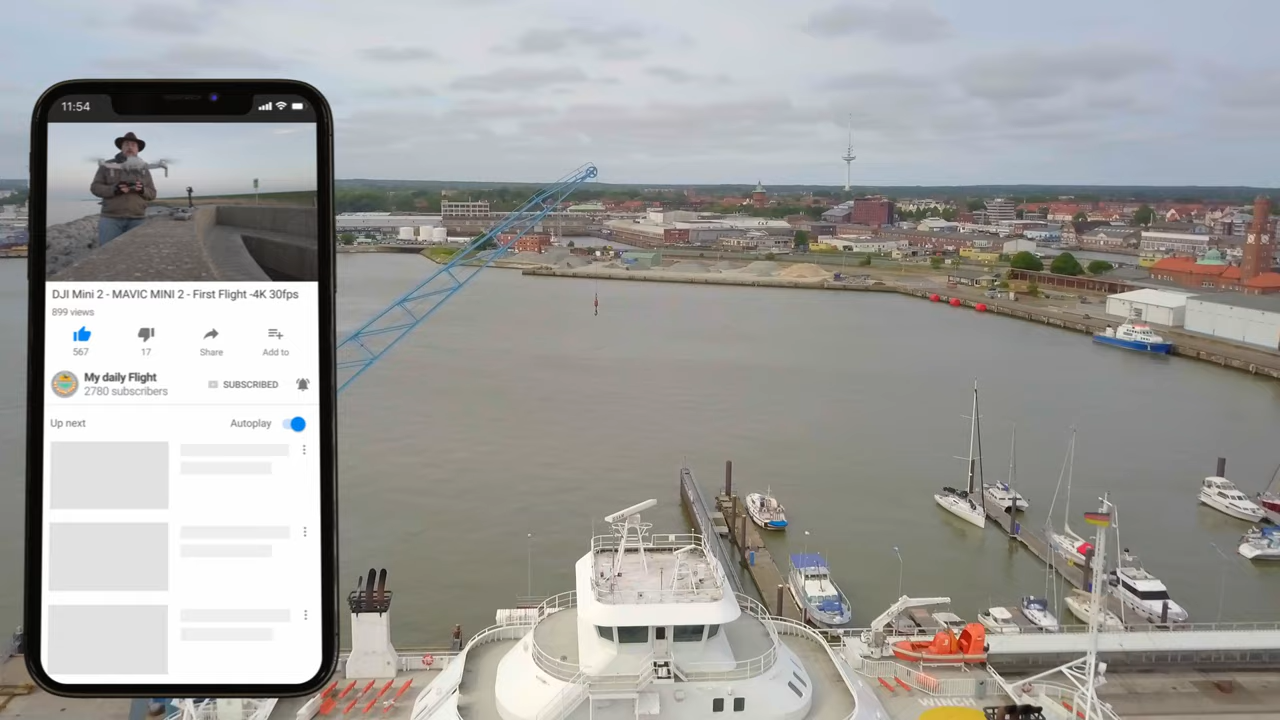 11:54
DJI Mini 2 - MAVIC MINI 2 - First Flight -4K 30fps
899 views
567
17
Share
Add to
My daily Flight
2780 subscribers
SUBSCRIBED
Up next
Autoplay
WINCH